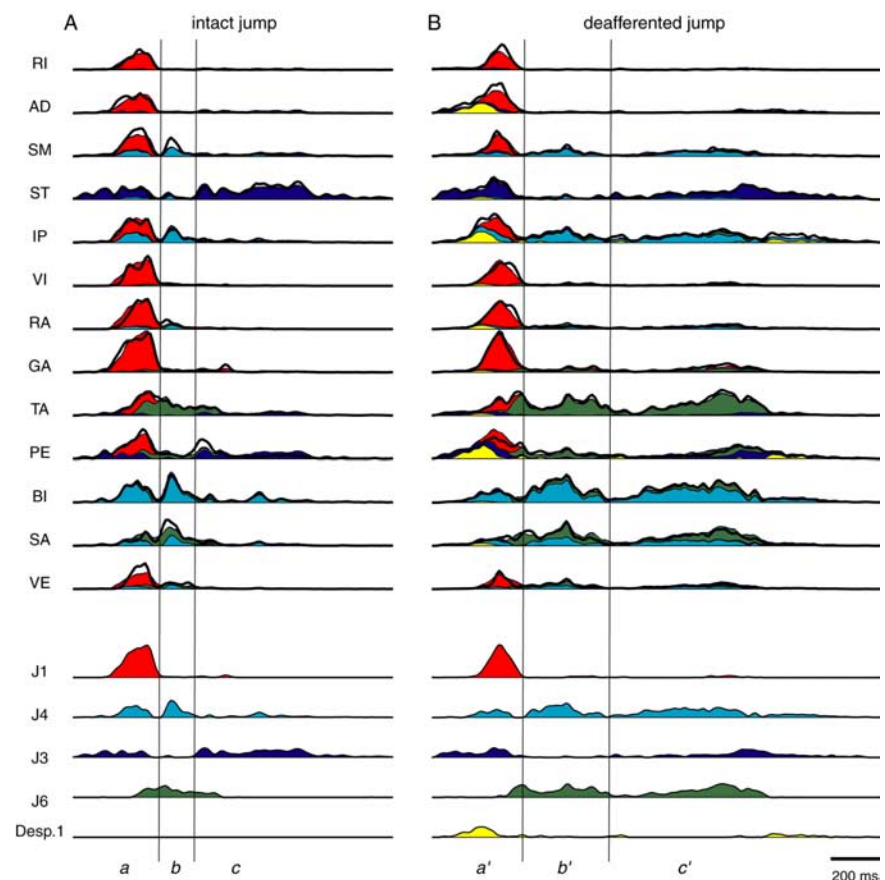 A intact jump B deafferented jump
RI
AD
SM
ST
IP
VI
RA
GA
TA
PE
BI
SA
VE
J1
J4
J3
J6
Desp.1
a b c a' b' c'
200 ms.